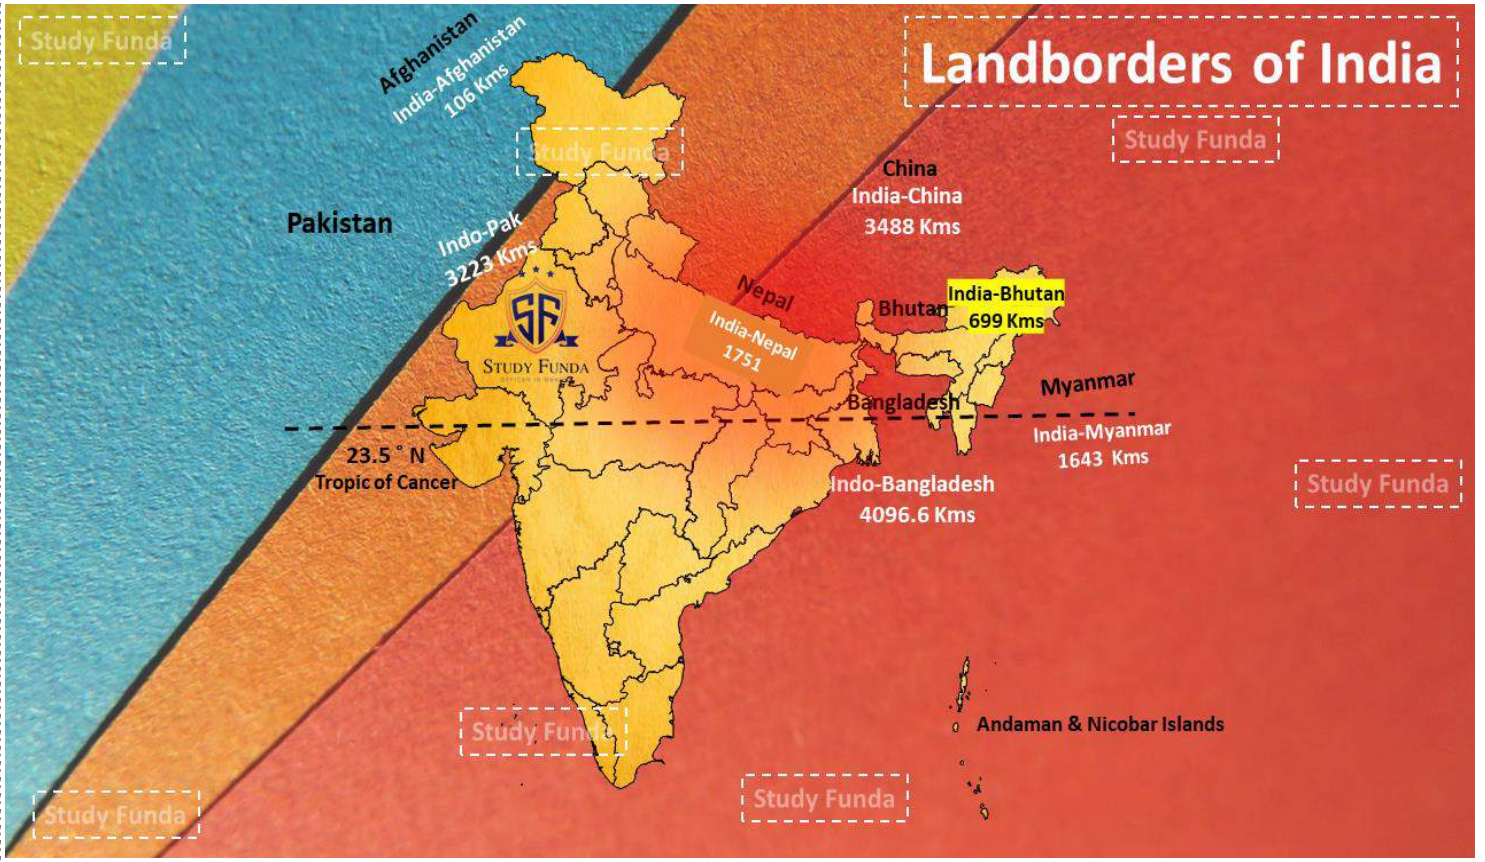 Study Funda
Landborders of India
Afghanistan
India-Afghanistan
106 Kms
Study Funda
Study Funda
China
India-China
3488 Kms
Pakistan
Indo-Pak
3223 Kms
Nepal
India-Nepal
1751
Bhutan
India-Bhutan
699 Kms
SF
STUDY FUNDA
Myanmar
Bangladesh
India-Myanmar
1643 Kms
23.5 ° N
Tropic of Cancer
Indo-Bangladesh
4096.6 Kms
Study Funda
Andaman & Nicobar Islands
Study Funda
Study Funda
Study Funda